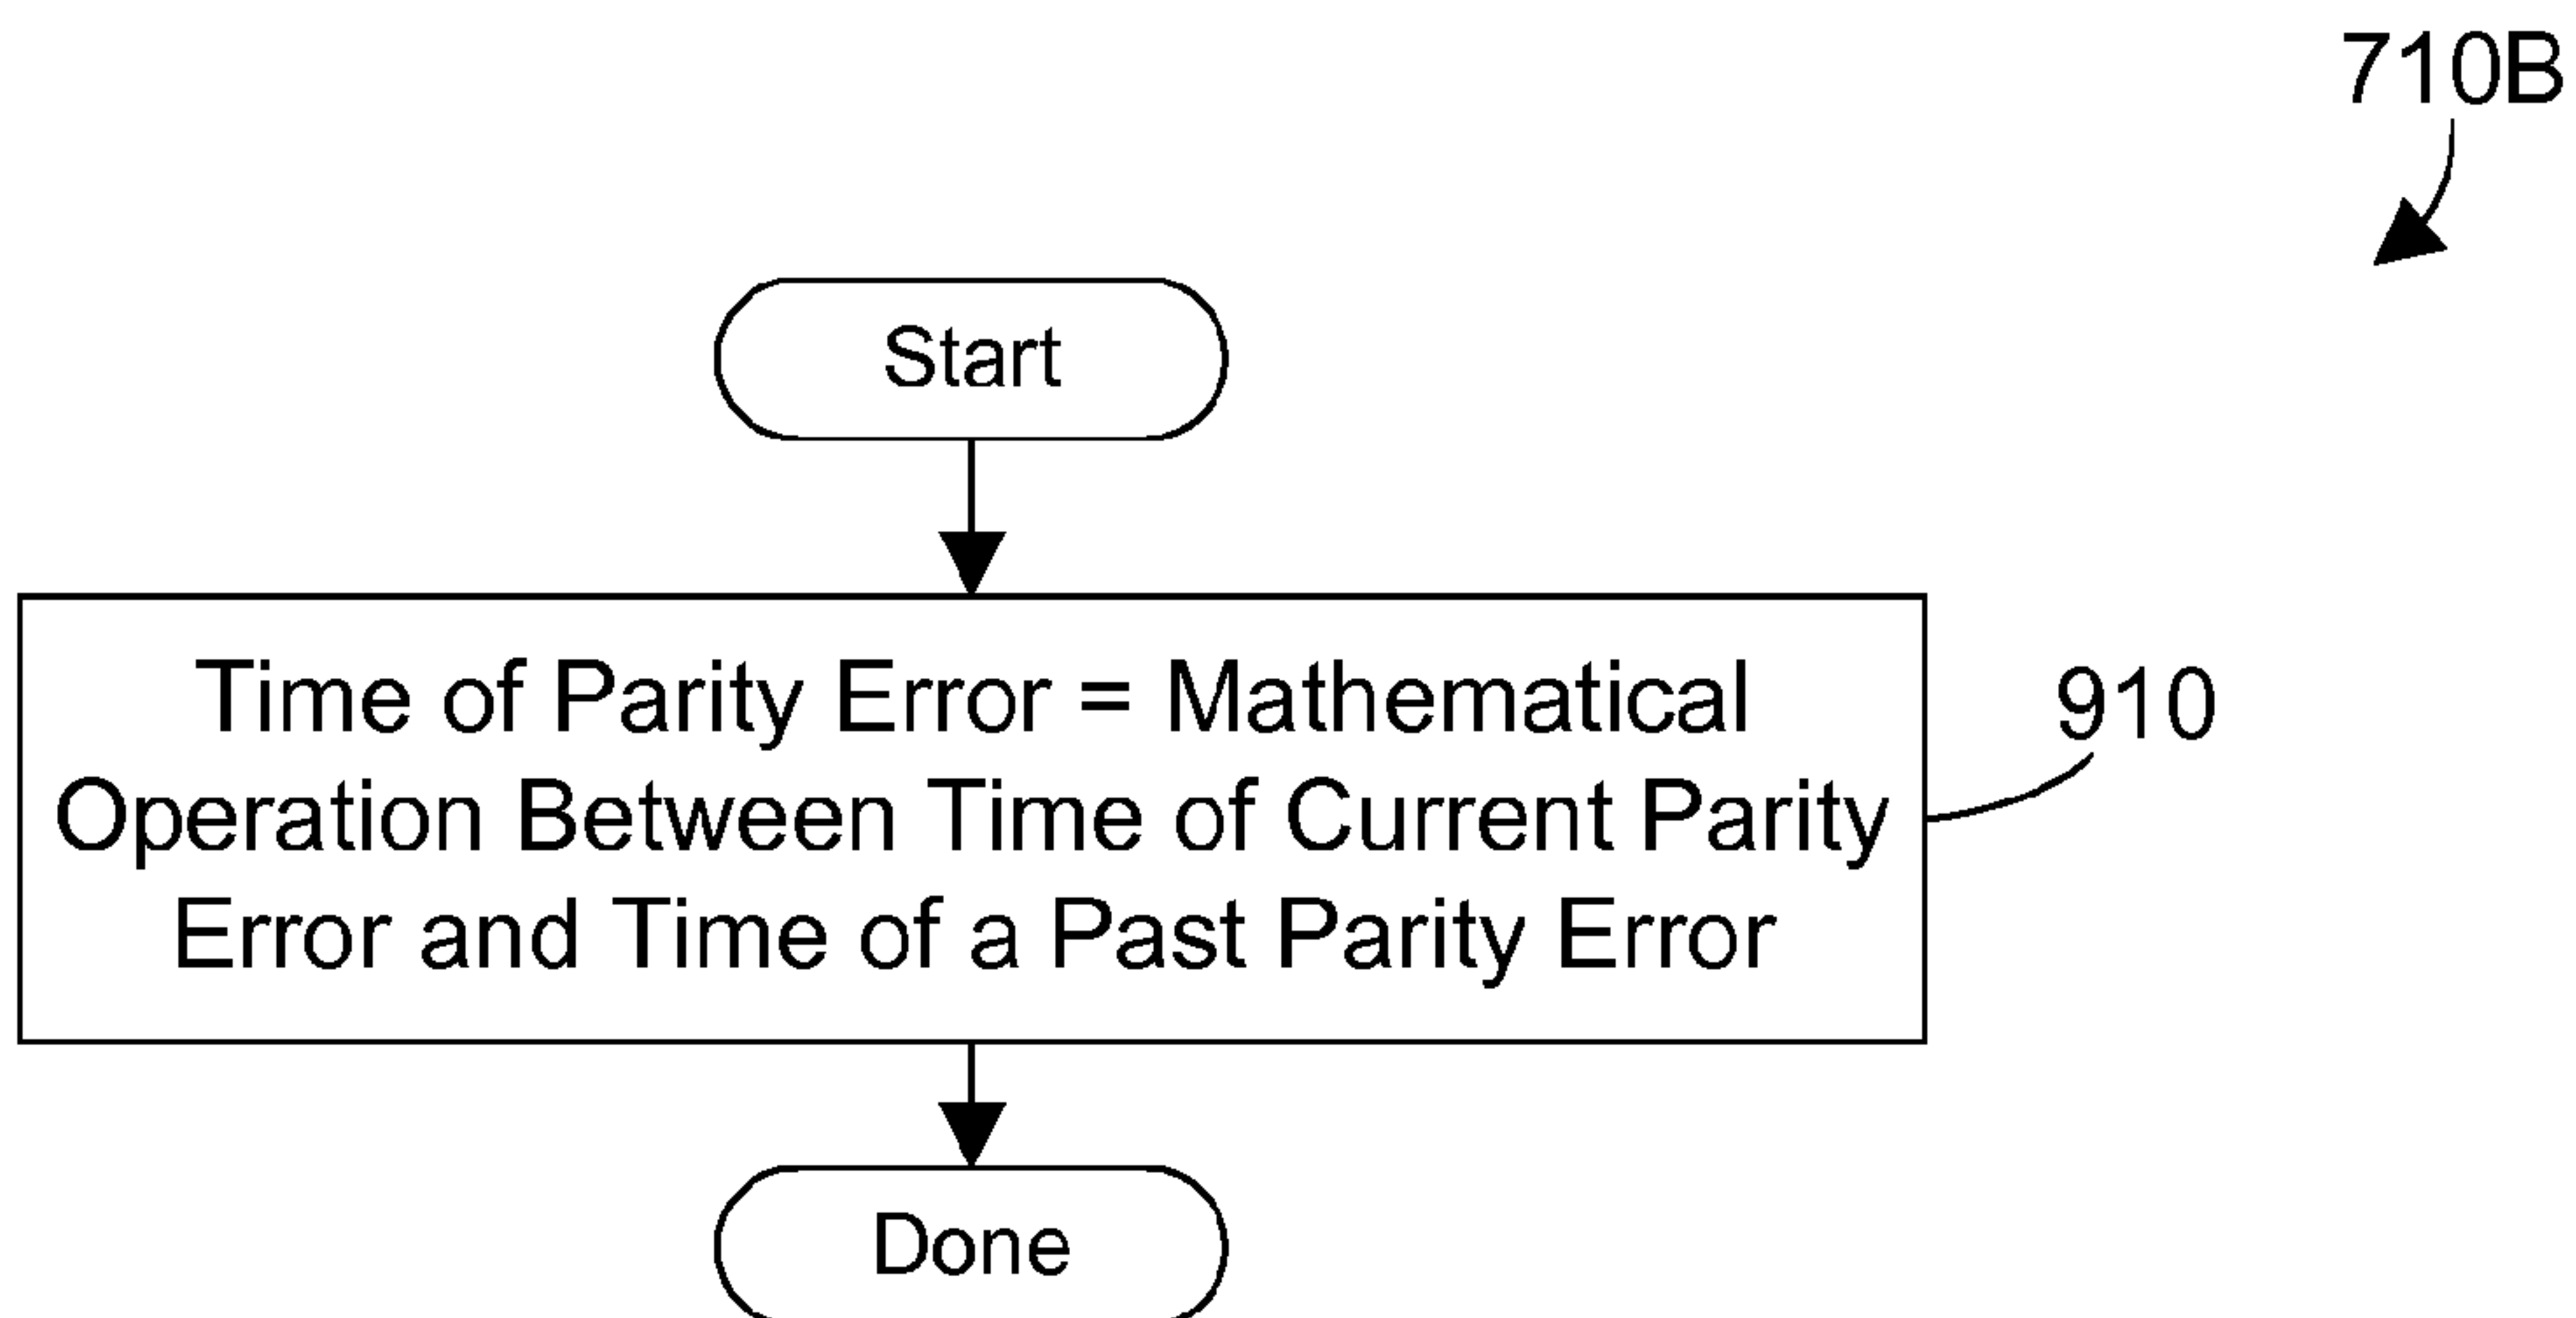 710B
Start
Time of Parity Error = Mathematical
Operation Between Time of Current Parity
Error and Time of a Past Parity Error
910
Done